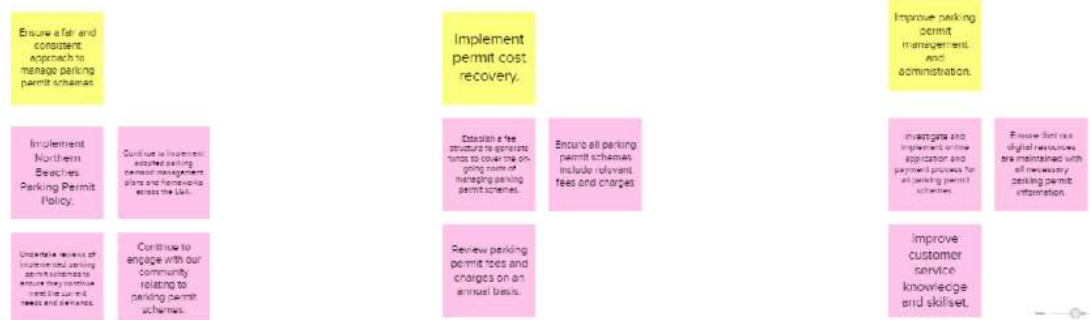 Ensure a fair and
consistent
approach to
manage parking
permit schemes
Implement
Northern
Beaches
Parking Permit
Policy.
Continue to implement
adopted parking
demand management
plans and frameworks
across the LGA.
Undertake reviews of
implemented parking
permit schemes to
ensure they continue
meet the current
needs and demands.
Continue to
engage with our
community
relating to
parking permit
schemes.
Implement
permit cost
recovery.
Establish a fee
structure to generate
funds to cover the on-
going costs of
managing parking
permit schemes.
Ensure all parking
permit schemes
include relevant
fees and charges
Review parking
permit fees and
charges on an
annual basis.
Improve parking
permit
management
and
administration.
Investigate and
implement online
application and
payment process for
all parking permit
schemes.
Ensure that our
digital resources
are maintained with
all necessary
parking permit
information.
Improve
customer
service
knowledge
and skillset.